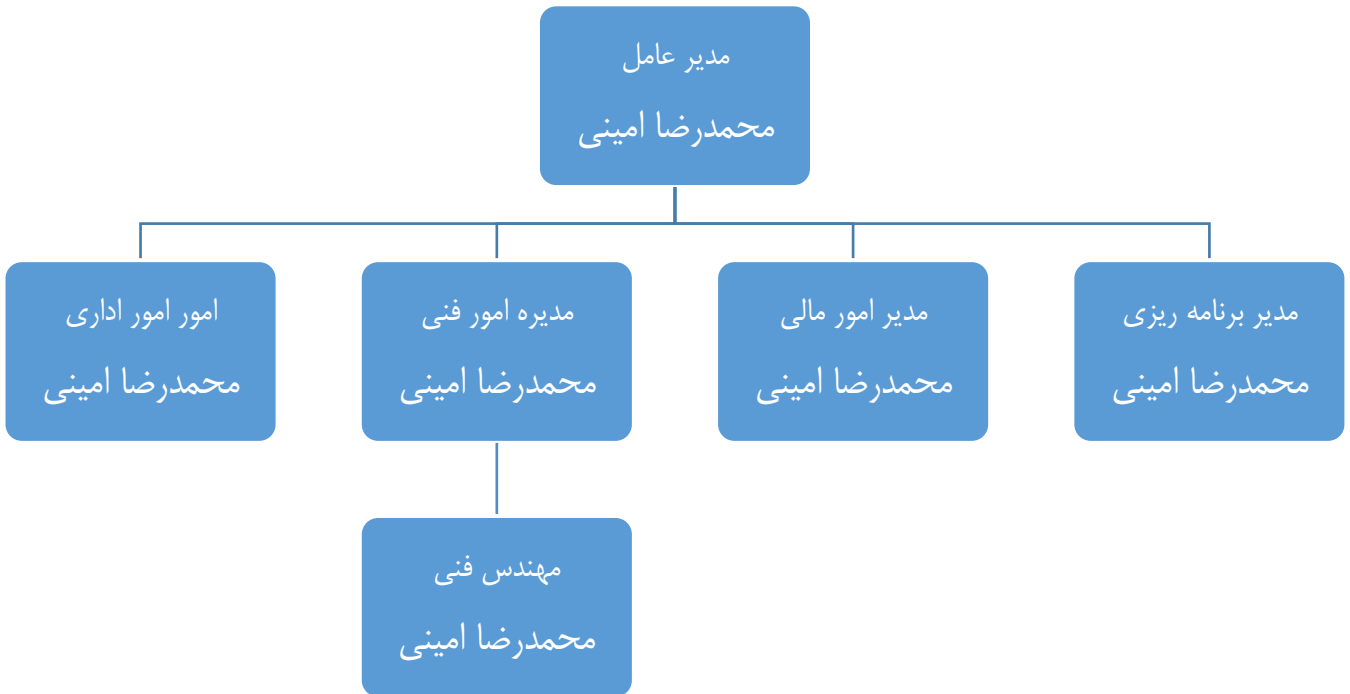 مدیر عامل
محمدرضا امینی
مدیر برنامه ریزی
محمدرضا امینی
مدیر امور مالی
محمدرضا امینی
مدیره امور فنی
محمدرضا امینی
امور امور اداری
محمدرضا امینی
مهندس فنی
محمدرضا امینی